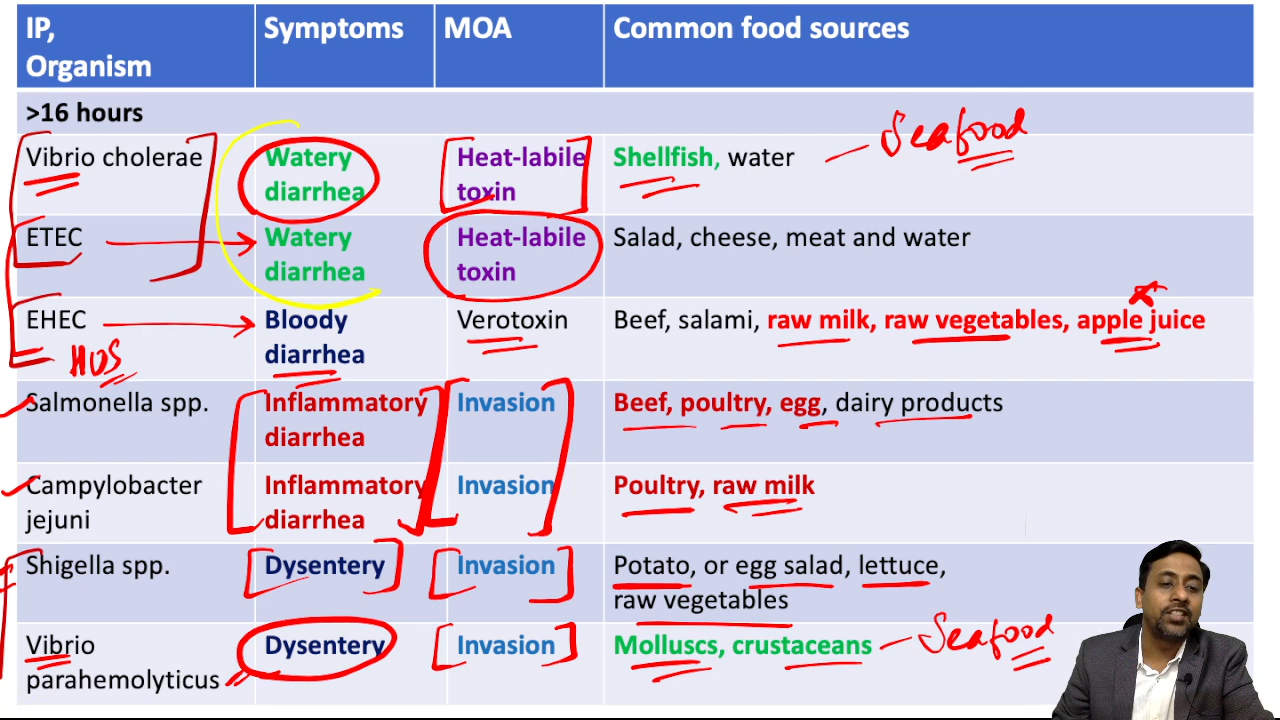 IP, Organism Symptoms MOA Common food sources
>16 hours
Vibrio cholerae Watery diarrhea Heat-labile toxin Shellfish, water Seafood
ETEC Watery diarrhea Heat-labile toxin Salad, cheese, meat and water
EHEC Bloody diarrhea Verotoxin Beef, salami, raw milk, raw vegetables, apple juice
HUS
Salmonella spp. Inflammatory diarrhea Invasion Beef, poultry, egg, dairy products
Campylobacter jejuni Inflammatory diarrhea Invasion Poultry, raw milk
Shigella spp. Dysentery Invasion Potato, or egg salad, lettuce, raw vegetables
Vibrio parahemolyticus Dysentery Invasion Molluscs, crustaceans Seafood